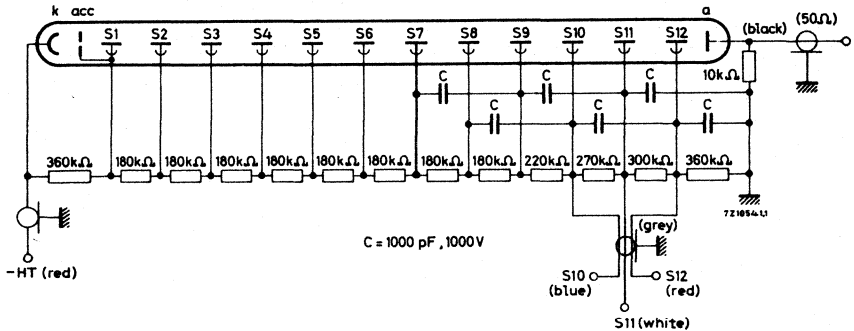 k acc a (black) (50Ω)
S1 S2 S3 S4 S5 S6 S7 S8 S9 S10 S11 S12
C C C 10kΩ
C C C
360kΩ 180kΩ 180kΩ 180kΩ 180kΩ 180kΩ 180kΩ 180kΩ 180kΩ 220kΩ 270kΩ 300kΩ 360kΩ
7Z18541.1
(grey)
C = 1000 pF, 1000V
-HT (red)
S10 S12
(blue) (red)
S11 (white)